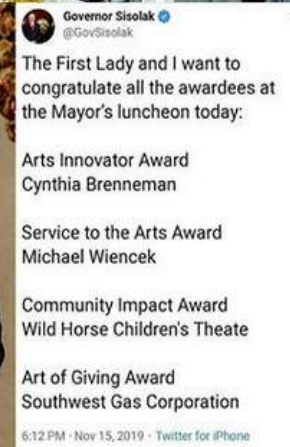 Governor Sisolak
@GovSisolak
The First Lady and I want to
congratulate all the awardees at
the Mayor's luncheon today:
Arts Innovator Award
Cynthia Brenneman
Service to the Arts Award
Michael Wiencek
Community Impact Award
Wild Horse Children's Theate
Art of Giving Award
Southwest Gas Corporation
6:12 PM · Nov 15, 2019 · Twitter for iPhone